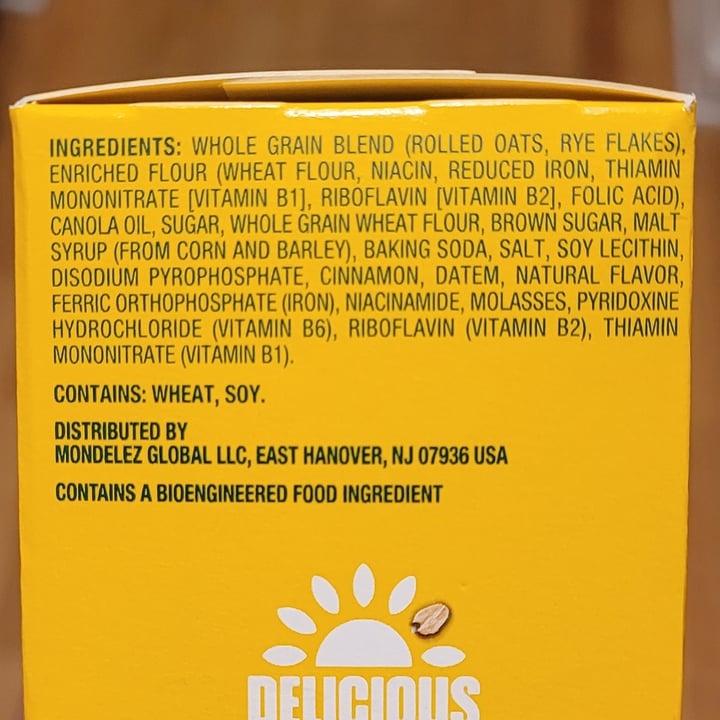 INGREDIENTS: WHOLE GRAIN BLEND (ROLLED OATS, RYE FLAKES),
ENRICHED FLOUR (WHEAT FLOUR, NIACIN, REDUCED IRON, THIAMIN
MONONITRATE [VITAMIN B1], RIBOFLAVIN [VITAMIN B2], FOLIC ACID),
CANOLA OIL, SUGAR, WHOLE GRAIN WHEAT FLOUR, BROWN SUGAR, MALT
SYRUP (FROM CORN AND BARLEY), BAKING SODA, SALT, SOY LECITHIN,
DISODIUM PYROPHOSPHATE, CINNAMON, DATEM, NATURAL FLAVOR,
FERRIC ORTHOPHOSPHATE (IRON), NIACINAMIDE, MOLASSES, PYRIDOXINE
HYDROCHLORIDE (VITAMIN B6), RIBOFLAVIN (VITAMIN B2), THIAMIN
MONONITRATE (VITAMIN B1).
CONTAINS: WHEAT, SOY.
DISTRIBUTED BY
MONDELEZ GLOBAL LLC, EAST HANOVER, NJ 07936 USA
CONTAINS A BIOENGINEERED FOOD INGREDIENT
DELICIOUS